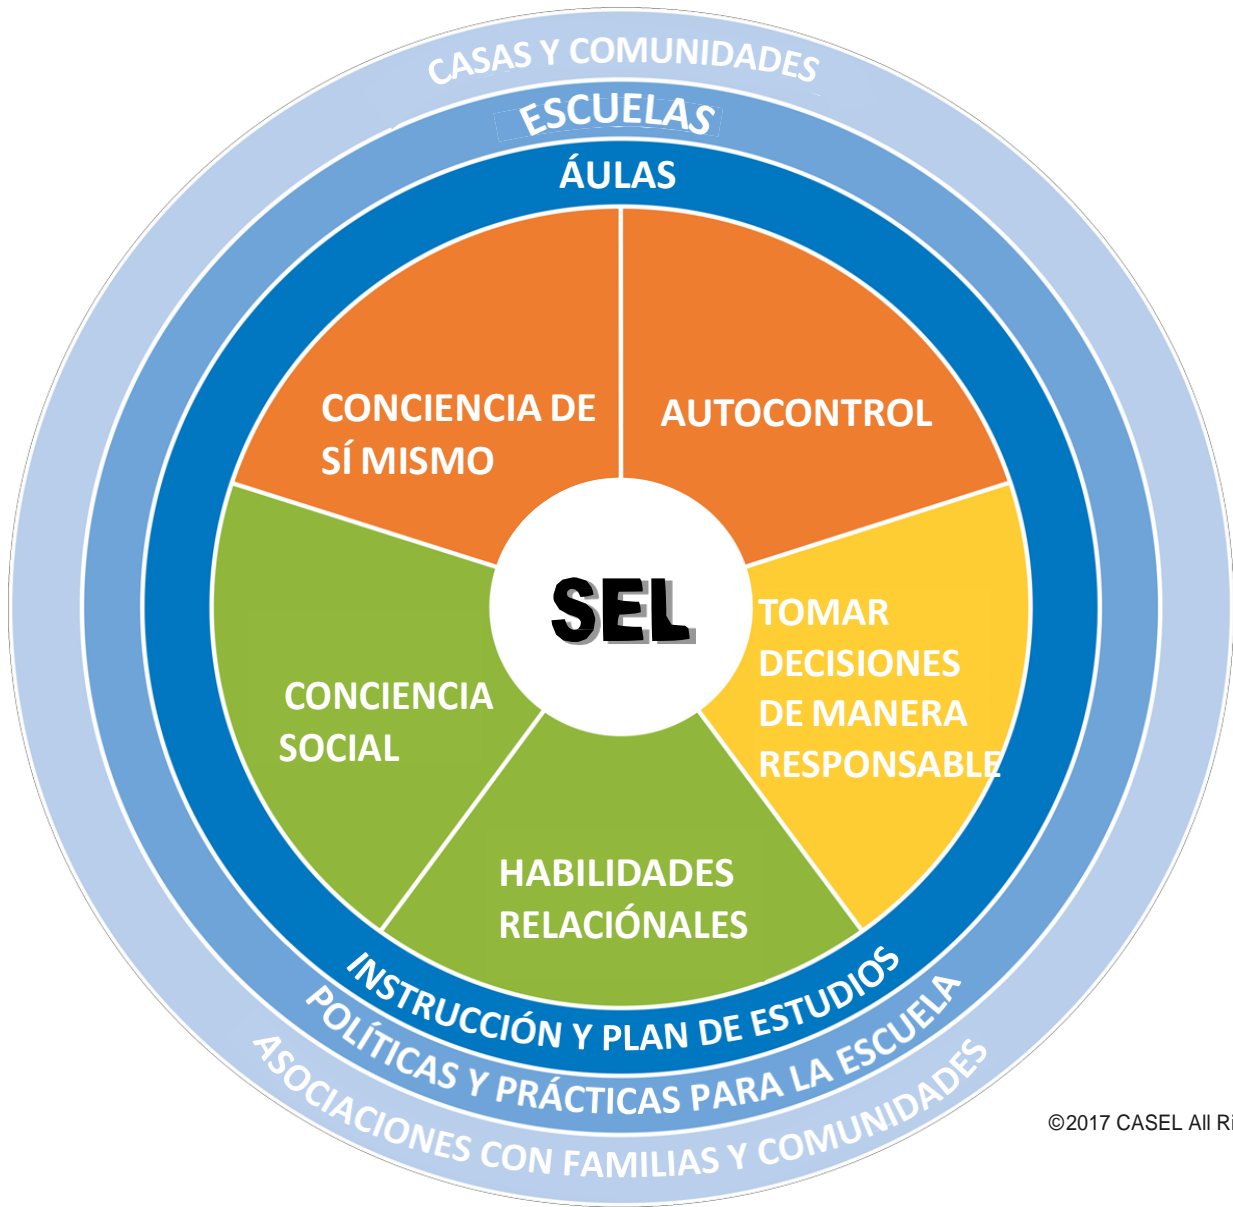 CASAS Y COMUNIDADES
ESCUELAS
ÁULAS
CONCIENCIA DE
SÍ MISMO
AUTOCONTROL
SEL
TOMAR
DECISIONES
DE MANERA
RESPONSABLE
CONCIENCIA
SOCIAL
HABILIDADES
RELACIÓNALES
INSTRUCCIÓN Y PLAN DE ESTUDIOS
POLÍTICAS Y PRÁCTICAS PARA LA ESCUELA
ASOCIACIONES CON FAMILIAS Y COMUNIDADES
©2017 CASEL All Ri